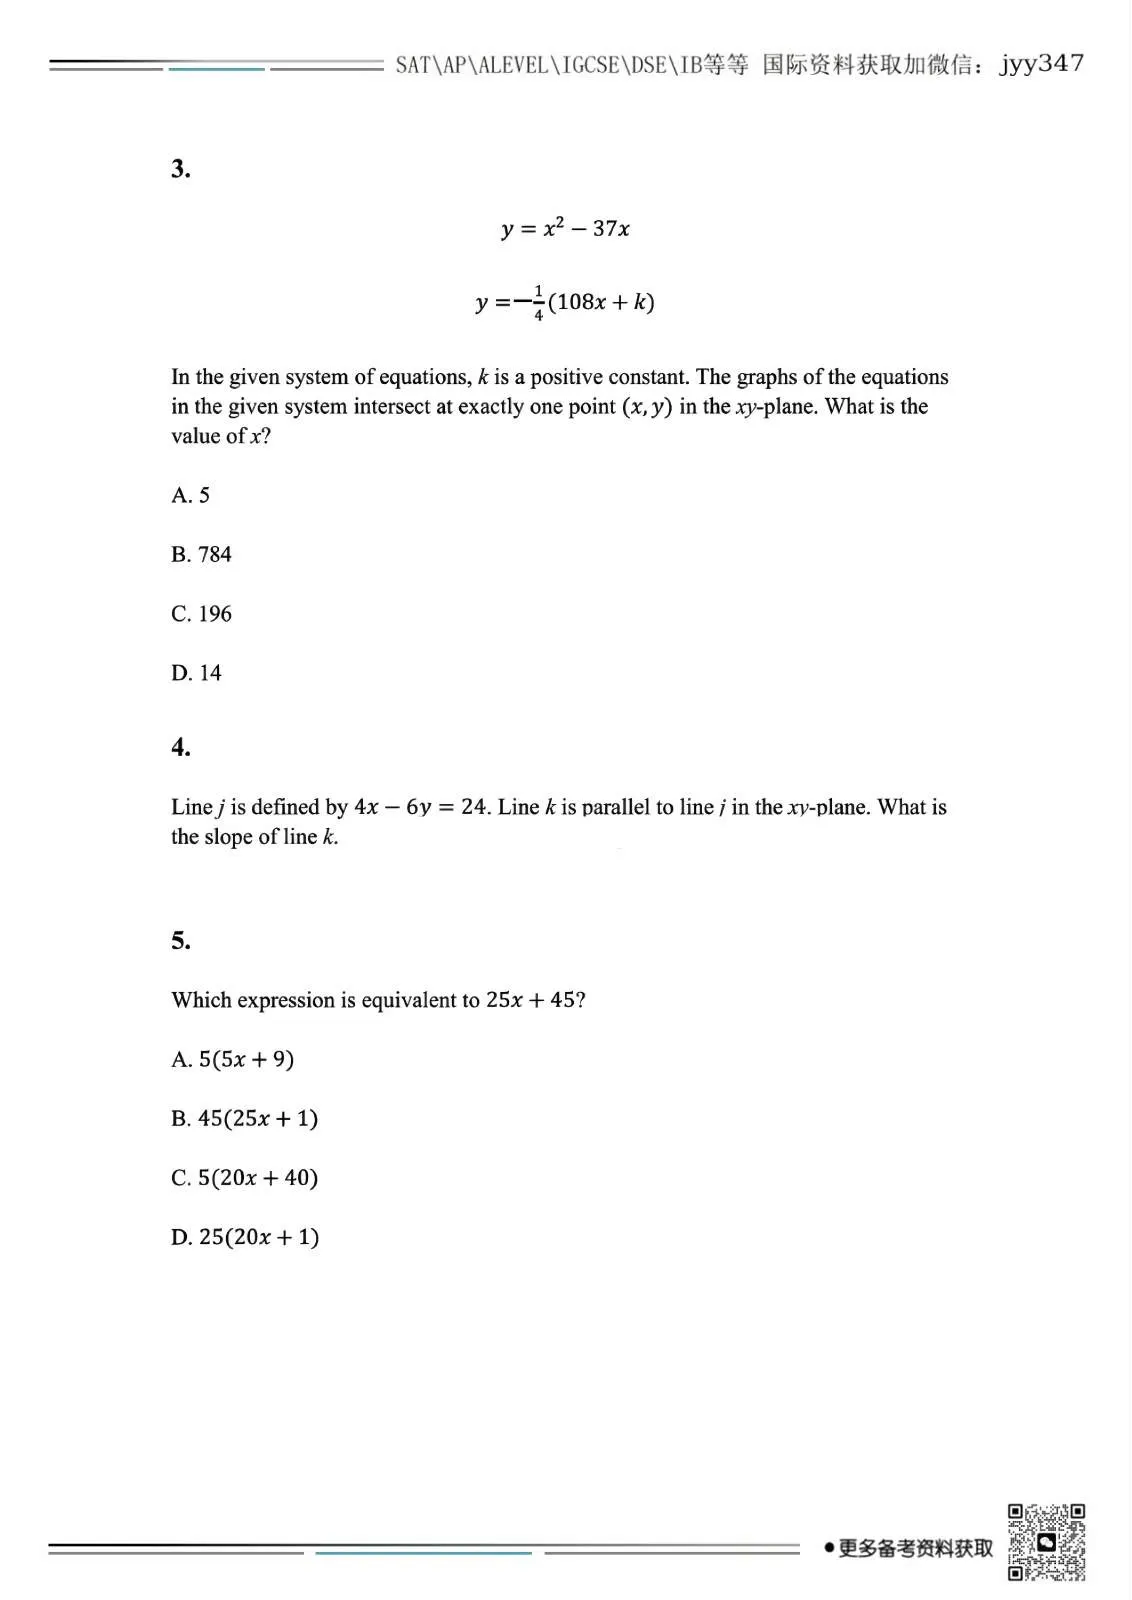 SAT\AP\ALEVEL\IGCSE\DSE\IB等等 国际资料获取加微信：jyy347
3.
y = x² − 37x
y =−1/4(108x + k)
In the given system of equations, k is a positive constant. The graphs of the equations
in the given system intersect at exactly one point (x, y) in the xy-plane. What is the
value of x?
A. 5
B. 784
C. 196
D. 14
4.
Line j is defined by 4x − 6y = 24. Line k is parallel to line j in the xy-plane. What is
the slope of line k.
5.
Which expression is equivalent to 25x + 45?
A. 5(5x + 9)
B. 45(25x + 1)
C. 5(20x + 40)
D. 25(20x + 1)
●更多备考资料获取